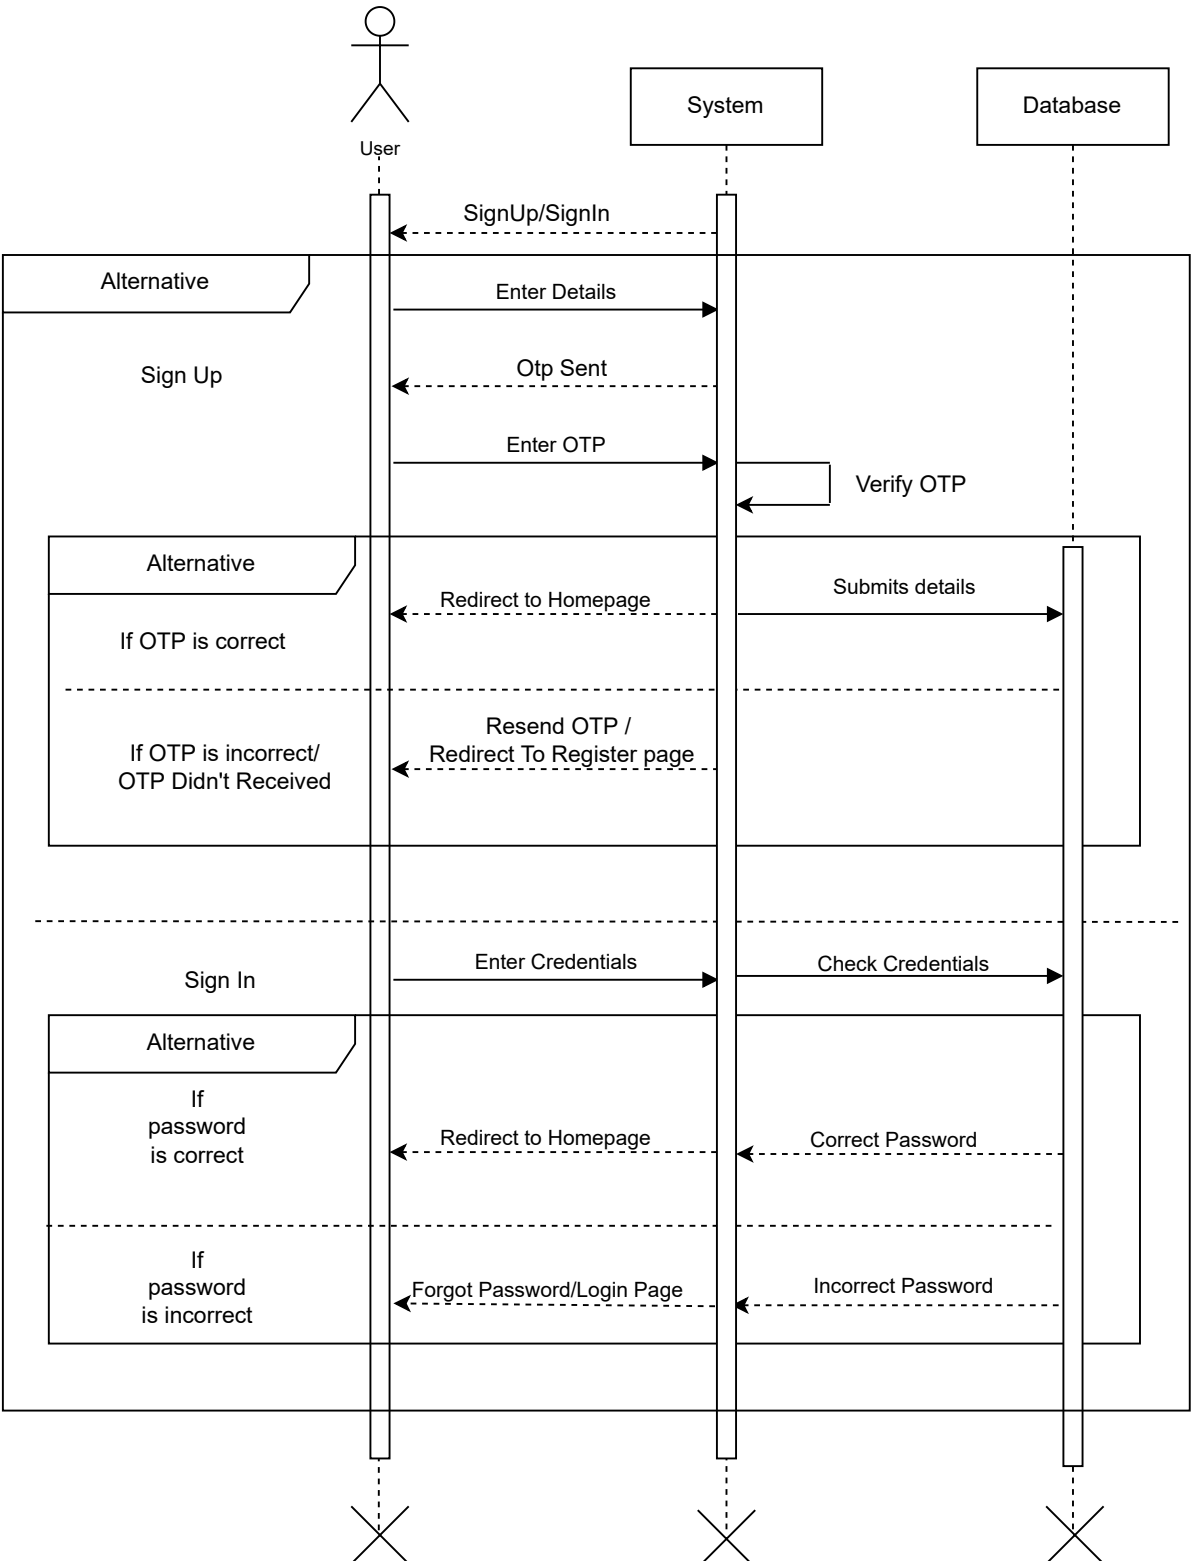 User
System
Database
SignUp/SignIn
Alternative
Enter Details
Sign Up
Otp Sent
Enter OTP
Verify OTP
Alternative
Redirect to Homepage
Submits details
If OTP is correct
Resend OTP /
Redirect To Register page
If OTP is incorrect/
OTP Didn't Received
Sign In
Enter Credentials
Check Credentials
Alternative
If
password
is correct
Redirect to Homepage
Correct Password
If
password
is incorrect
Forgot Password/Login Page
Incorrect Password